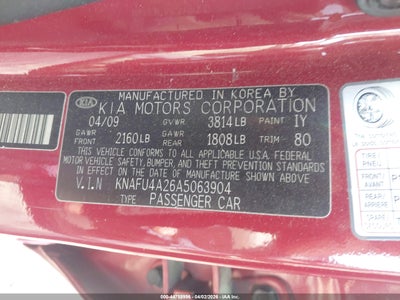 MANUFACTURED IN KOREA BY
KIA KIA MOTORS CORPORATION
04/09 GVWR 3814LB PAINT IY
GAWR FRONT 2160LB GAWR REAR 1808LB TRIM 80
THIS VEHICLE CONFORMS TO ALL APPLICABLE U.S.A. FEDERAL
MOTOR VEHICLE SAFETY, BUMPER, AND THEFT PREVENTION STANDARDS
IN EFFECT ON THE DATE OF MANUFACTURE SHOWN ABOVE.
V.I.N KNAFU4A26A5063904
TYPE PASSENGER CAR